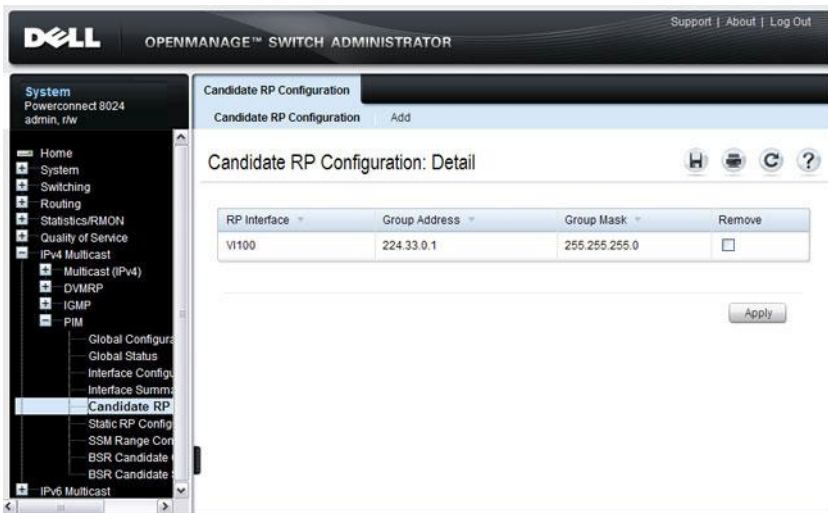 Support | About | Log Out
DELL OPENMANAGE™ SWITCH ADMINISTRATOR
System
Powerconnect 8024
admin, r/w
Home
System
Switching
Routing
Statistics/RMON
Quality of Service
IPv4 Multicast
Multicast (IPv4)
DVMRP
IGMP
PIM
Global Configura
Global Status
Interface Configu
Interface Summa
Candidate RP
Static RP Config
SSM Range Con
BSR Candidate
BSR Candidate
IPv6 Multicast
Candidate RP Configuration
Candidate RP Configuration Add
Candidate RP Configuration: Detail
RP Interface Group Address Group Mask Remove
Vl100 224.33.0.1 255.255.255.0
Apply